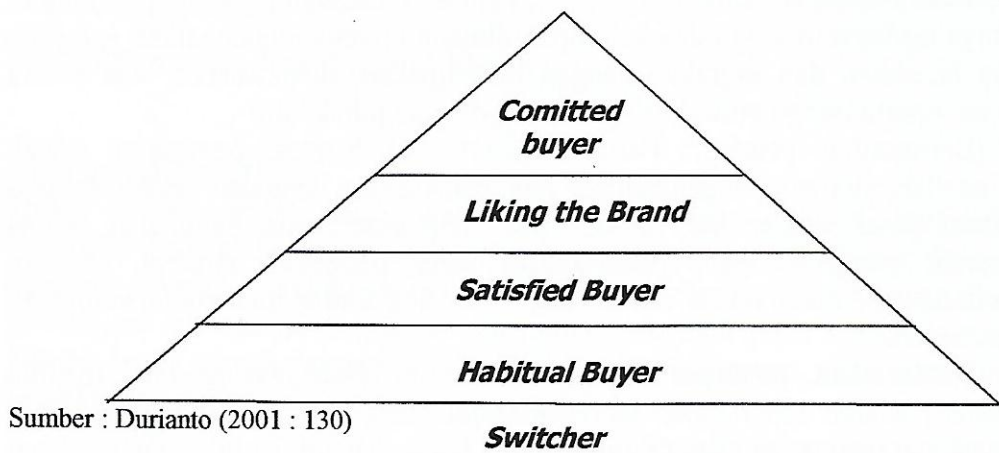 Comitted
buyer
Liking the Brand
Satisfied Buyer
Habitual Buyer
Sumber : Durianto (2001 : 130)
Switcher